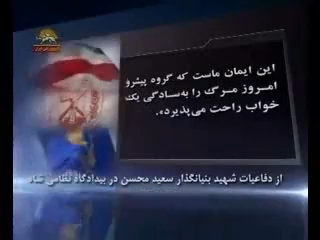 این ایمان ماست که گروه پیشرو
امروز مرگ را به‌سادگی یک
خواب راحت می‌پذیرد».
از دفاعیات شهید بنیانگذار سعید محسن در بیدادگاه نظامی شاه